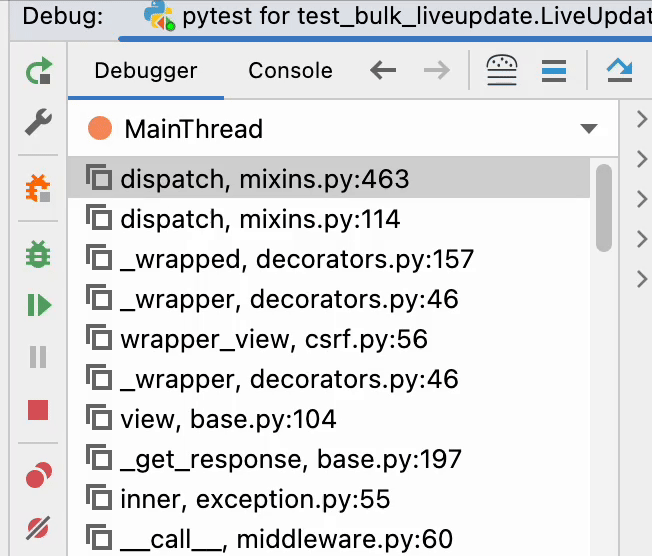 Debug:
pytest for test_bulk_liveupdate.LiveUpdat
Debugger
Console
MainThread
dispatch, mixins.py:463
dispatch, mixins.py:114
_wrapped, decorators.py:157
_wrapper, decorators.py:46
wrapper_view, csrf.py:56
_wrapper, decorators.py:46
view, base.py:104
_get_response, base.py:197
inner, exception.py:55
__call__, middleware.py:60